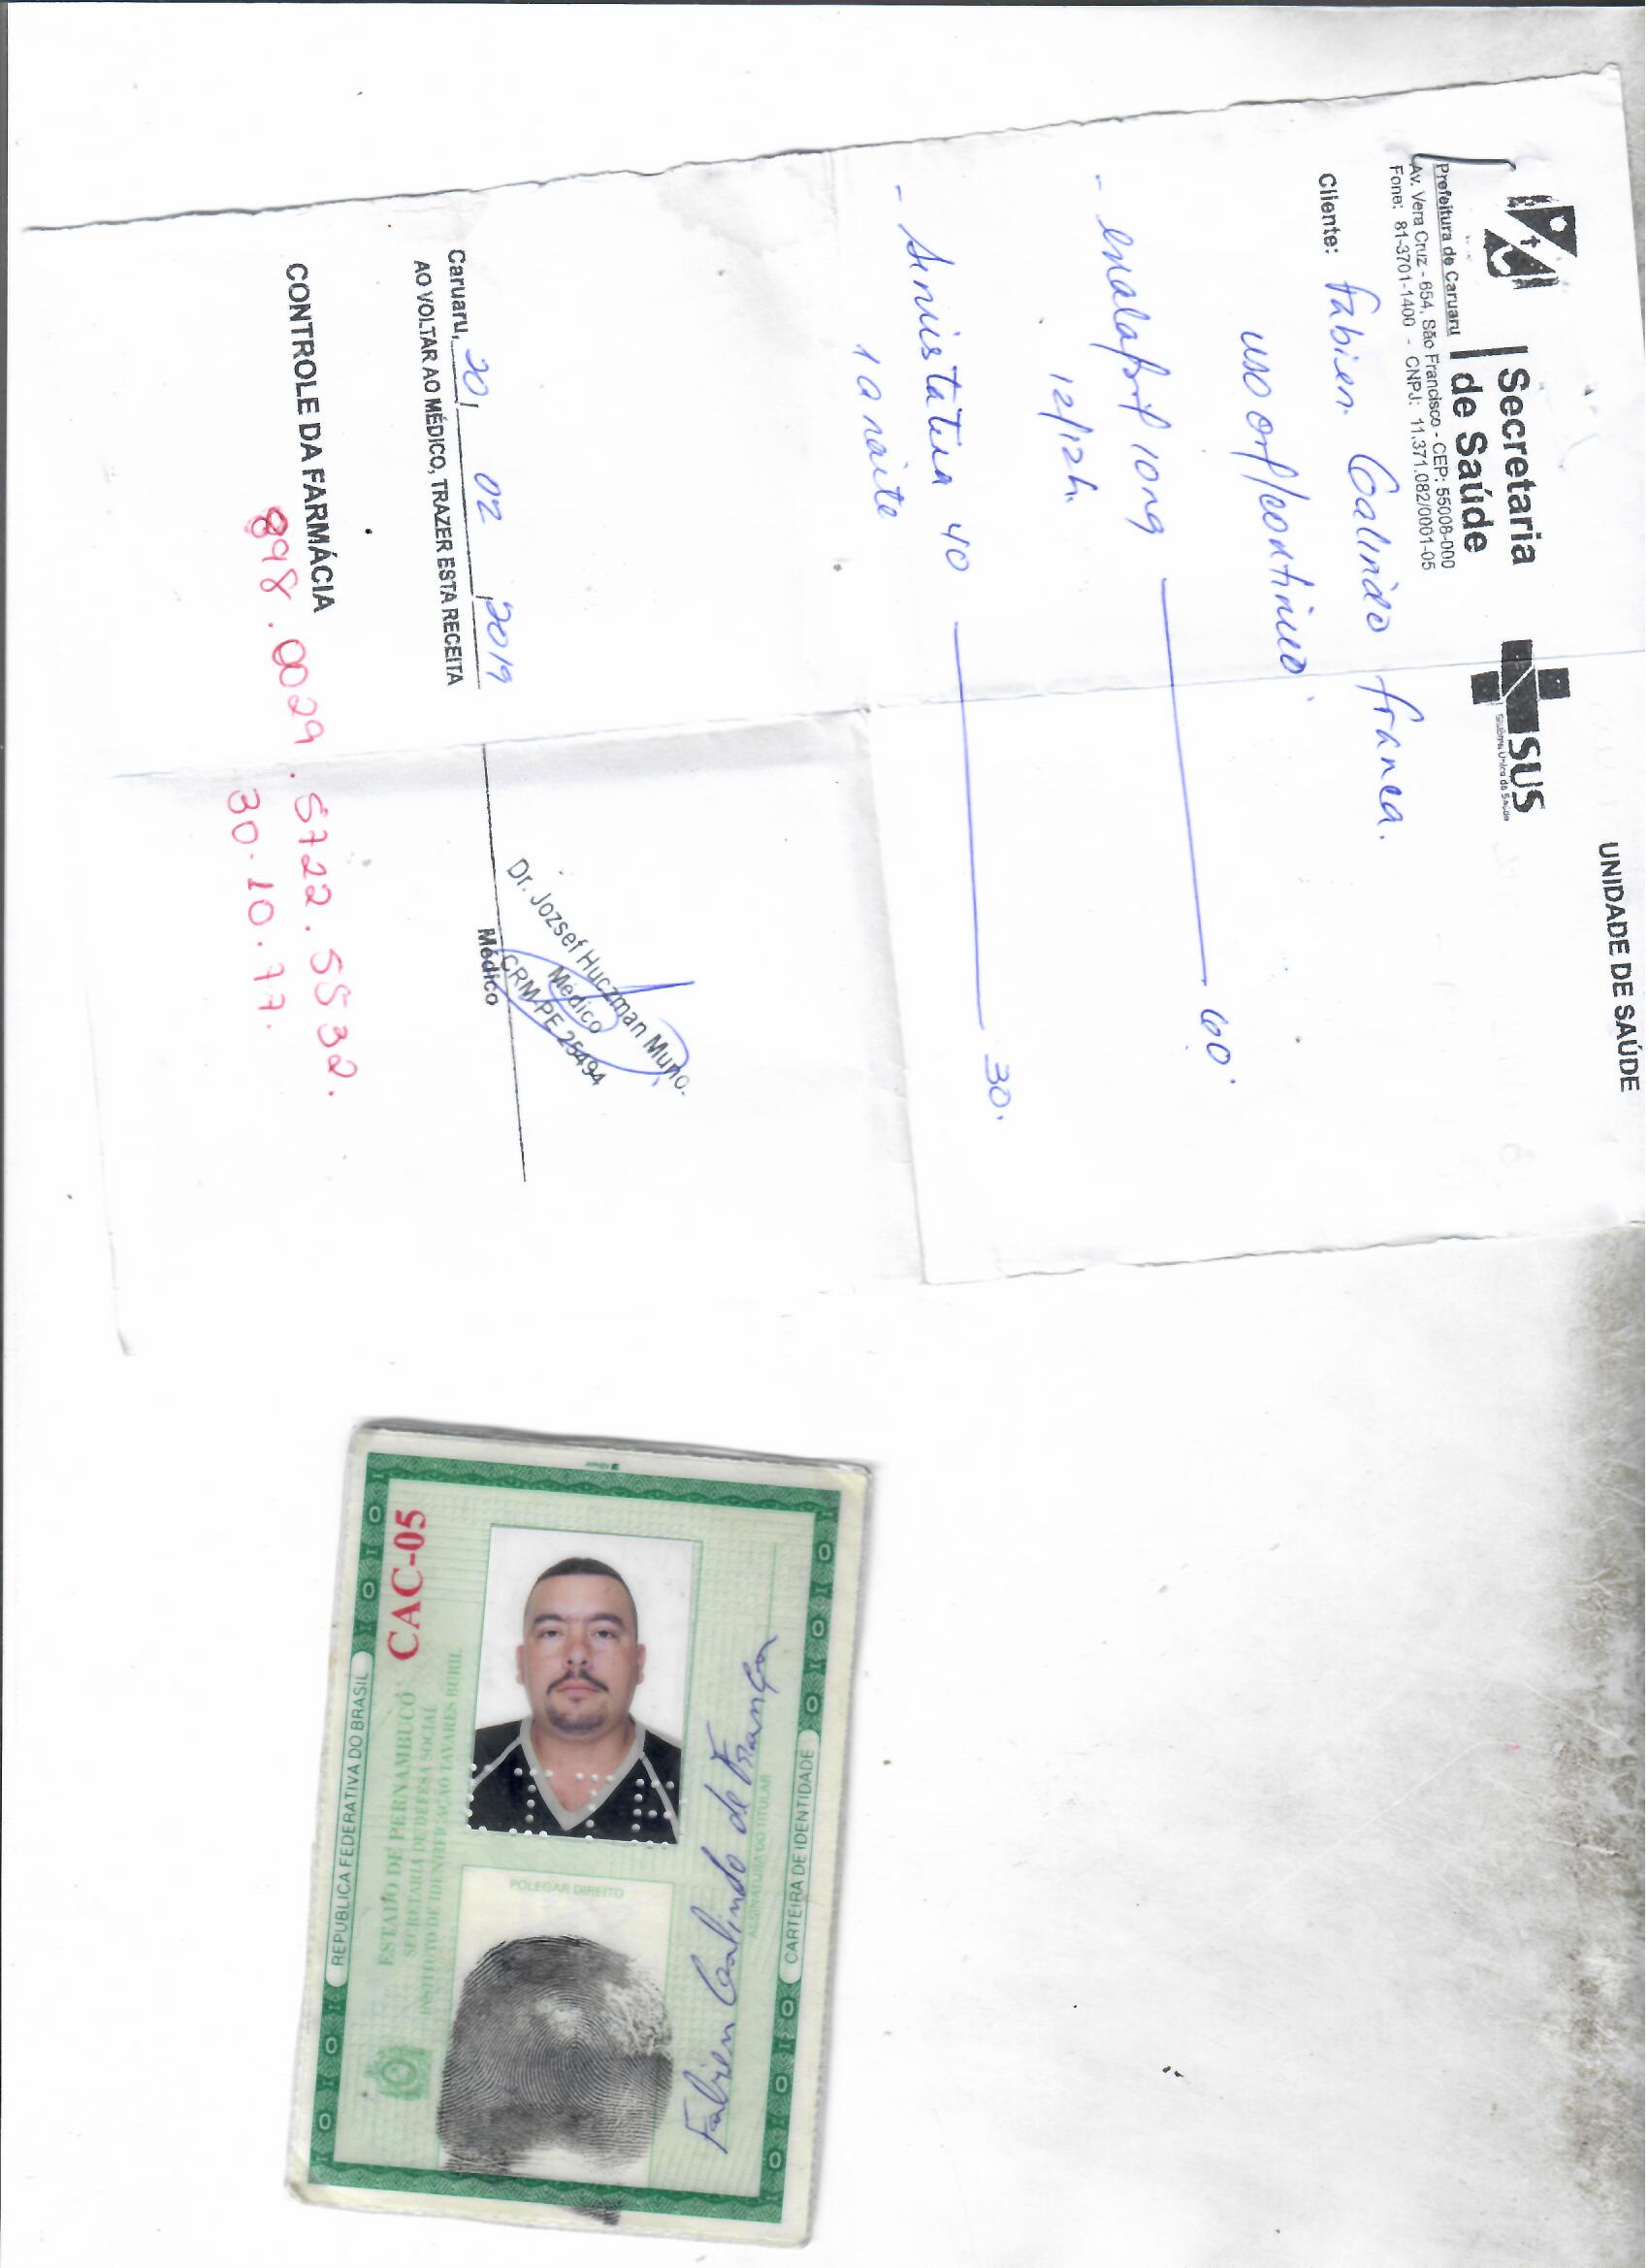 UNIDADE DE SAÚDE
Secretaria
de Saúde
SUS
Sistema Único de Saúde
Prefeitura de Caruaru
Av. Vera Cruz - 654, São Francisco - CEP: 55008-000
Fone: 81-3701-1400 - CNPJ: 11.371.082/0001-05
Cliente: Fabien Galindo França.
uso oral/continuo
- enalapril 10mg 60.
12/12h.
- Sinvistatina 40 30.
1 a noite
Caruaru, 20, 02, 2019
AO VOLTAR AO MÉDICO, TRAZER ESTA RECEITA
Dr. Jozsef Huczman Muno.
Médico
CRM-PE 25494
Médico
CONTROLE DA FARMÁCIA
898.0029.5722.5532.
30.10.77.
REPÚBLICA FEDERATIVA DO BRASIL
CAC-05
ESTADO DE PERNAMBUCO
SECRETARIA DE DEFESA SOCIAL
INSTITUTO DE IDENTIFICAÇÃO TAVARES BURIL
POLEGAR DIREITO
Fabien Galindo de França
ASSINATURA DO TITULAR
CARTEIRA DE IDENTIDADE